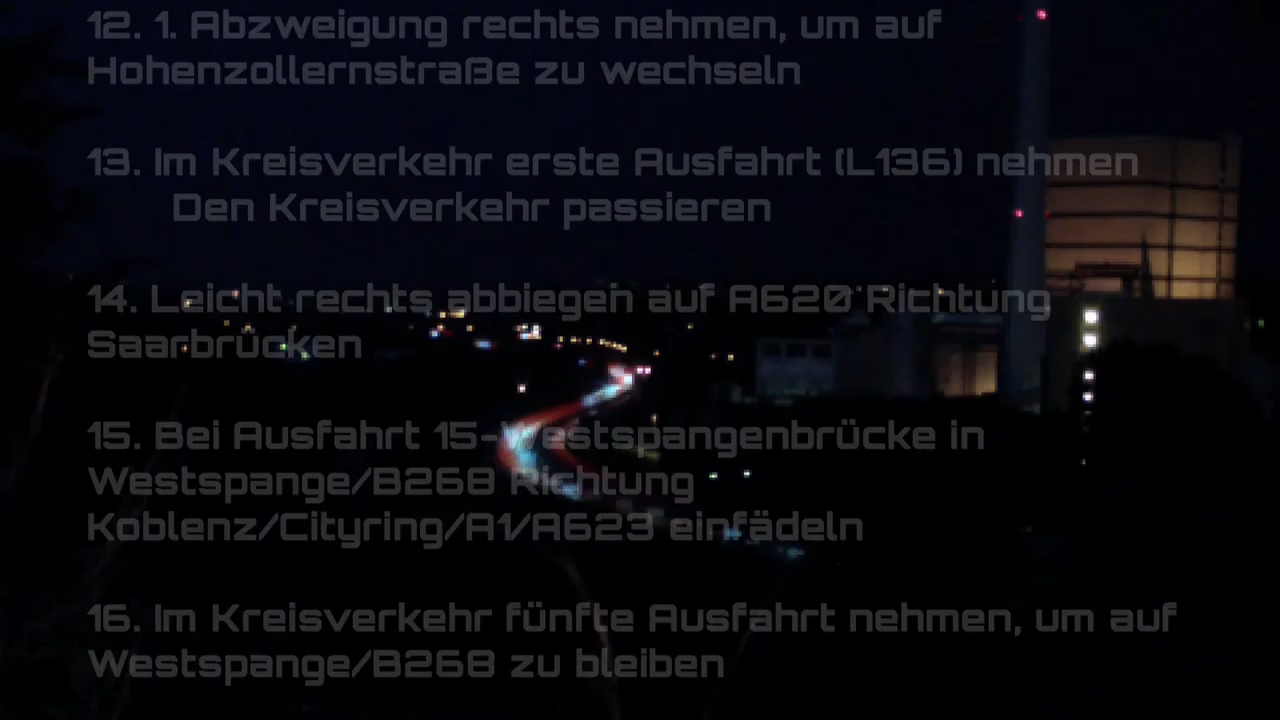 12. 1. Abzweigung rechts nehmen, um auf
Hohenzollernstraße zu wechseln
13. Im Kreisverkehr erste Ausfahrt (L136) nehmen
Den Kreisverkehr passieren
14. Leicht rechts abbiegen auf A620 Richtung
Saarbrücken
15. Bei Ausfahrt 15-Westspangenbrücke in
Westspange/B268 Richtung
Koblenz/Cityring/A1/A623 einfädeln
16. Im Kreisverkehr fünfte Ausfahrt nehmen, um auf
Westspange/B268 zu bleiben